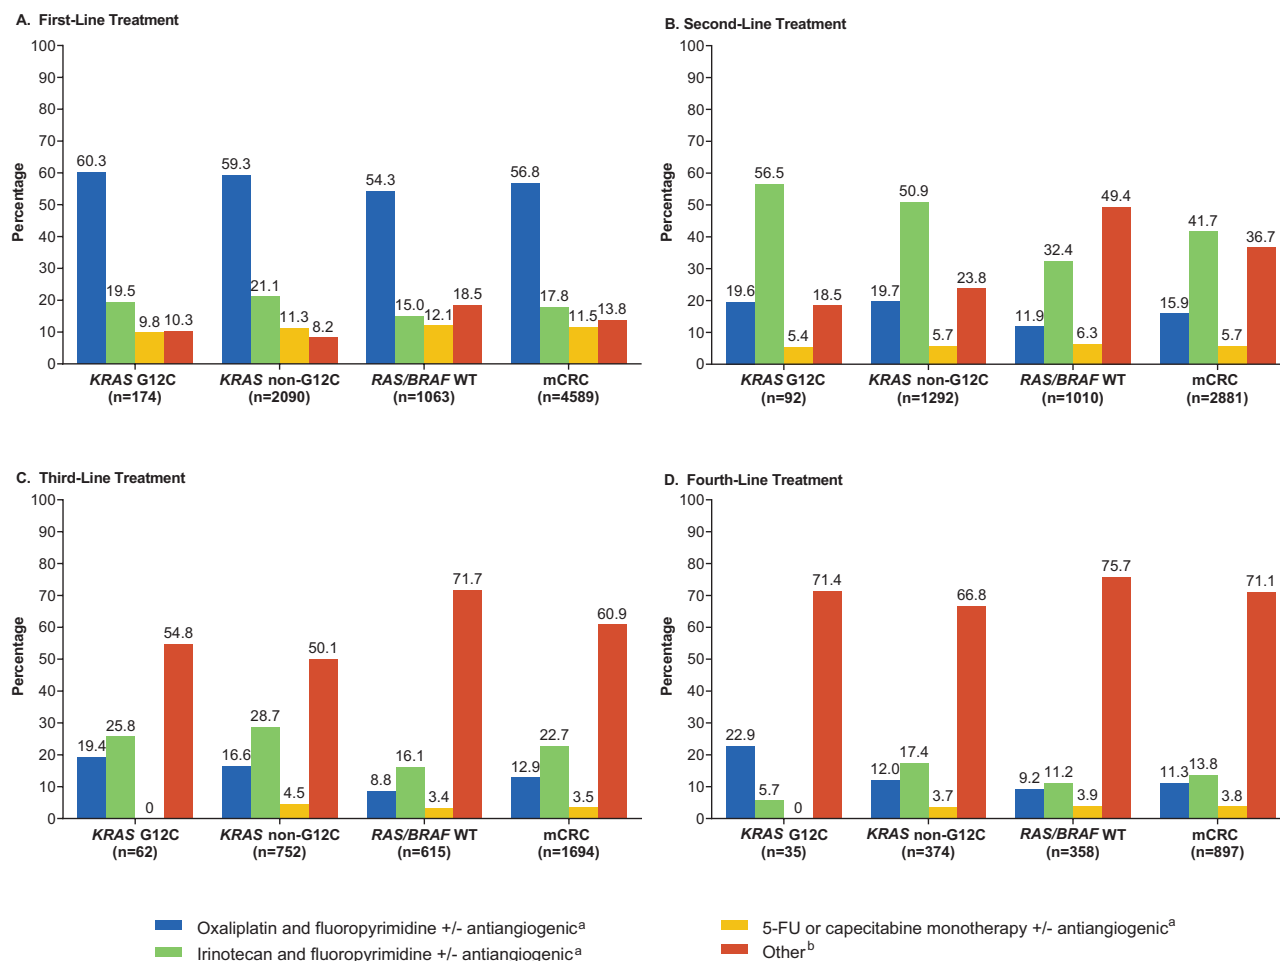 A. First-Line Treatment
Percentage
100
90
80
70
60
50
40
30
20
10
0
60.3
19.5
9.8
10.3
59.3
21.1
11.3
8.2
54.3
15.0
12.1
18.5
56.8
17.8
11.5
13.8
KRAS G12C
(n=174)
KRAS non-G12C
(n=2090)
RAS/BRAF WT
(n=1063)
mCRC
(n=4589)
B. Second-Line Treatment
Percentage
100
90
80
70
60
50
40
30
20
10
0
19.6
56.5
5.4
18.5
19.7
50.9
5.7
23.8
11.9
32.4
6.3
49.4
15.9
41.7
5.7
36.7
KRAS G12C
(n=92)
KRAS non-G12C
(n=1292)
RAS/BRAF WT
(n=1010)
mCRC
(n=2881)
C. Third-Line Treatment
Percentage
100
90
80
70
60
50
40
30
20
10
0
19.4
25.8
0
54.8
16.6
28.7
4.5
50.1
8.8
16.1
3.4
71.7
12.9
22.7
3.5
60.9
KRAS G12C
(n=62)
KRAS non-G12C
(n=752)
RAS/BRAF WT
(n=615)
mCRC
(n=1694)
D. Fourth-Line Treatment
Percentage
100
90
80
70
60
50
40
30
20
10
0
22.9
5.7
0
71.4
12.0
17.4
3.7
66.8
9.2
11.2
3.9
75.7
11.3
13.8
3.8
71.1
KRAS G12C
(n=35)
KRAS non-G12C
(n=374)
RAS/BRAF WT
(n=358)
mCRC
(n=897)
Oxaliplatin and fluoropyrimidine +/- antiangiogenic^a
Irinotecan and fluoropyrimidine +/- antiangiogenic^a
5-FU or capecitabine monotherapy +/- antiangiogenic^a
Other^b